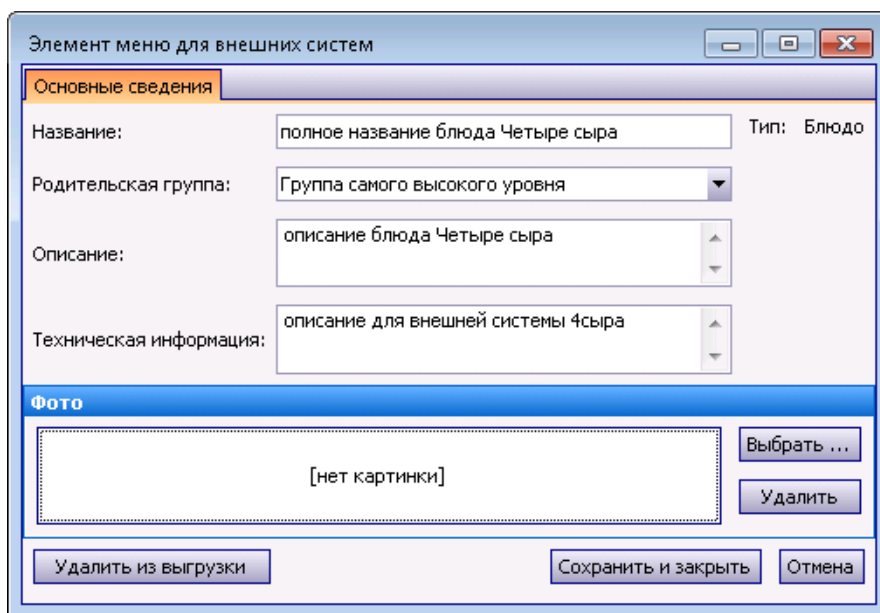 Элемент меню для внешних систем
Основные сведения
Название: полное название блюда Четыре сыра Тип: Блюдо
Родительская группа: Группа самого высокого уровня
Описание: описание блюда Четыре сыра
Техническая информация: описание для внешней системы 4сыра
Фото
[нет картинки]
Выбрать ...
Удалить
Удалить из выгрузки Сохранить и закрыть Отмена